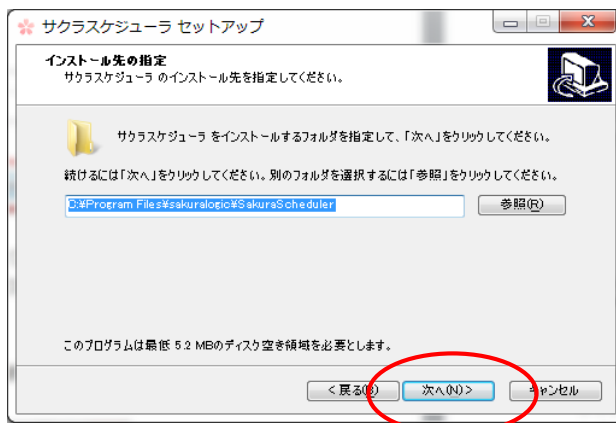 サクラスケジューラ セットアップ
インストール先の指定
サクラスケジューラ のインストール先を指定してください。
サクラスケジューラ をインストールするフォルダを指定して、「次へ」をクリックしてください。
続けるには「次へ」をクリックしてください。別のフォルダを選択するには「参照」をクリックしてください。
D:¥Program Files¥sakuralogic¥SakuraScheduler
参照(R)
このプログラムは最低 5.2 MBのディスク空き領域を必要とします。
< 戻る(B) 次へ(N) > キャンセル